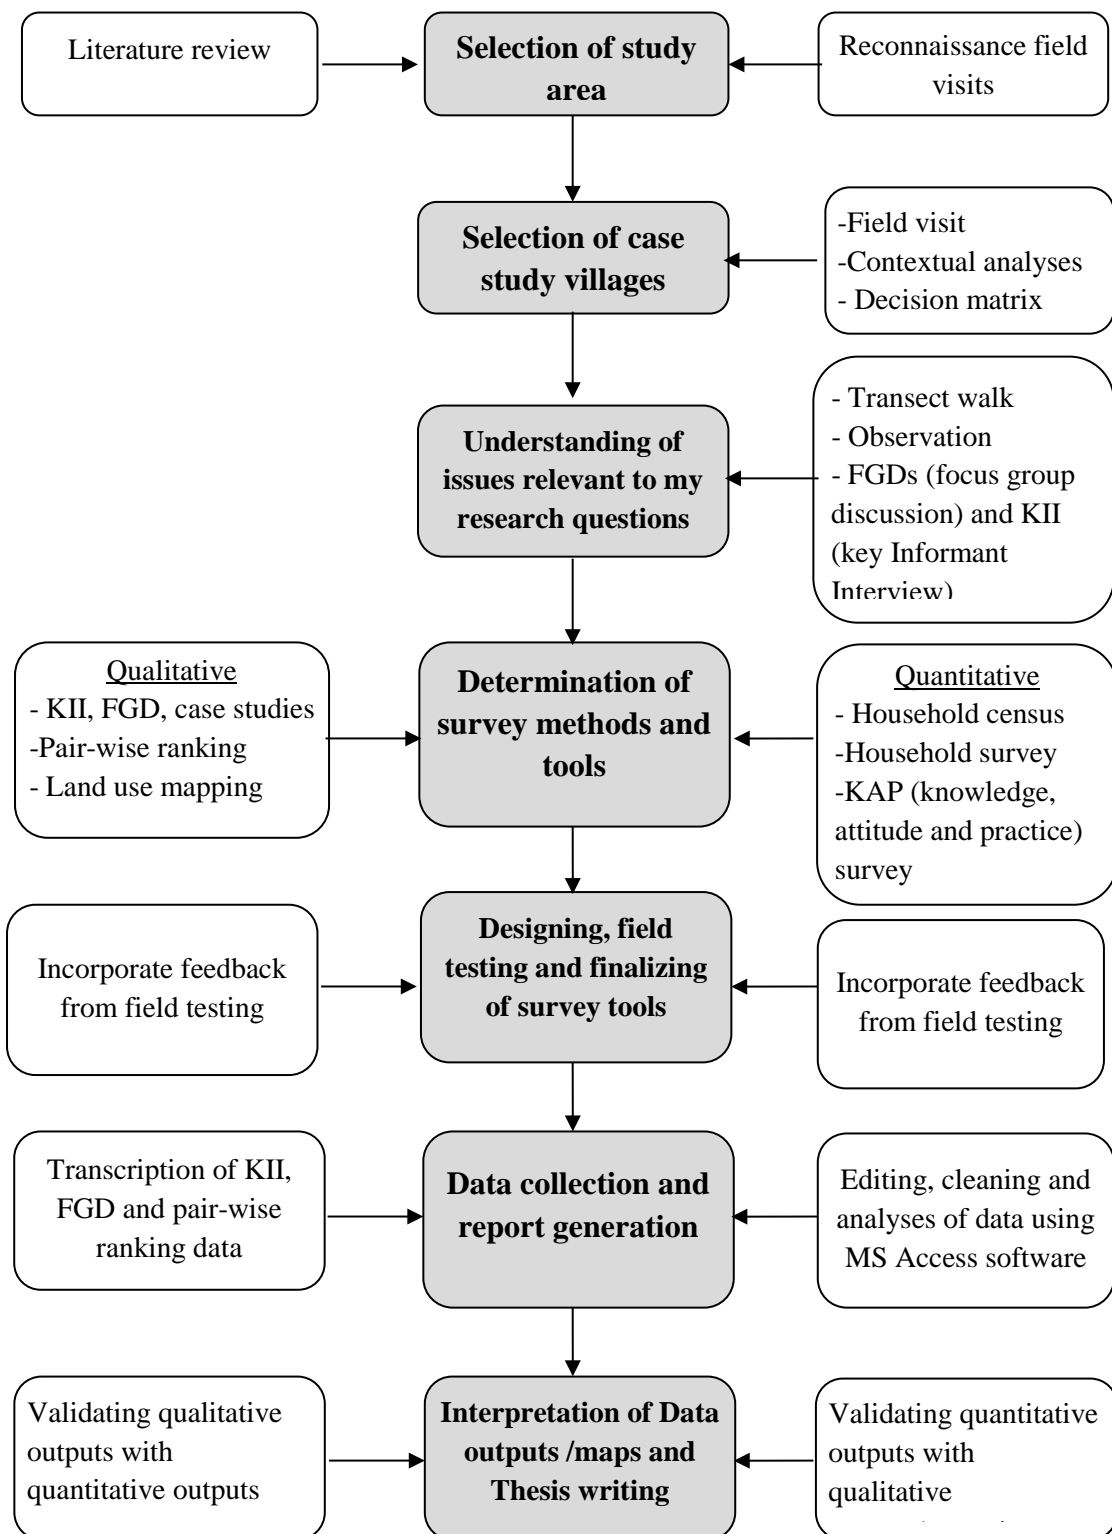 Literature review
Selection of study
area
Reconnaissance field
visits
Selection of case
study villages
-Field visit
-Contextual analyses
- Decision matrix
Understanding of
issues relevant to my
research questions
- Transect walk
- Observation
- FGDs (focus group
discussion) and KII
(key Informant
Interview)
Qualitative
- KII, FGD, case studies
-Pair-wise ranking
- Land use mapping
Determination of
survey methods and
tools
Quantitative
- Household census
-Household survey
-KAP (knowledge,
attitude and practice)
survey
Incorporate feedback
from field testing
Designing, field
testing and finalizing
of survey tools
Incorporate feedback
from field testing
Transcription of KII,
FGD and pair-wise
ranking data
Data collection and
report generation
Editing, cleaning and
analyses of data using
MS Access software
Validating qualitative
outputs with
quantitative outputs
Interpretation of Data
outputs /maps and
Thesis writing
Validating quantitative
outputs with
qualitative